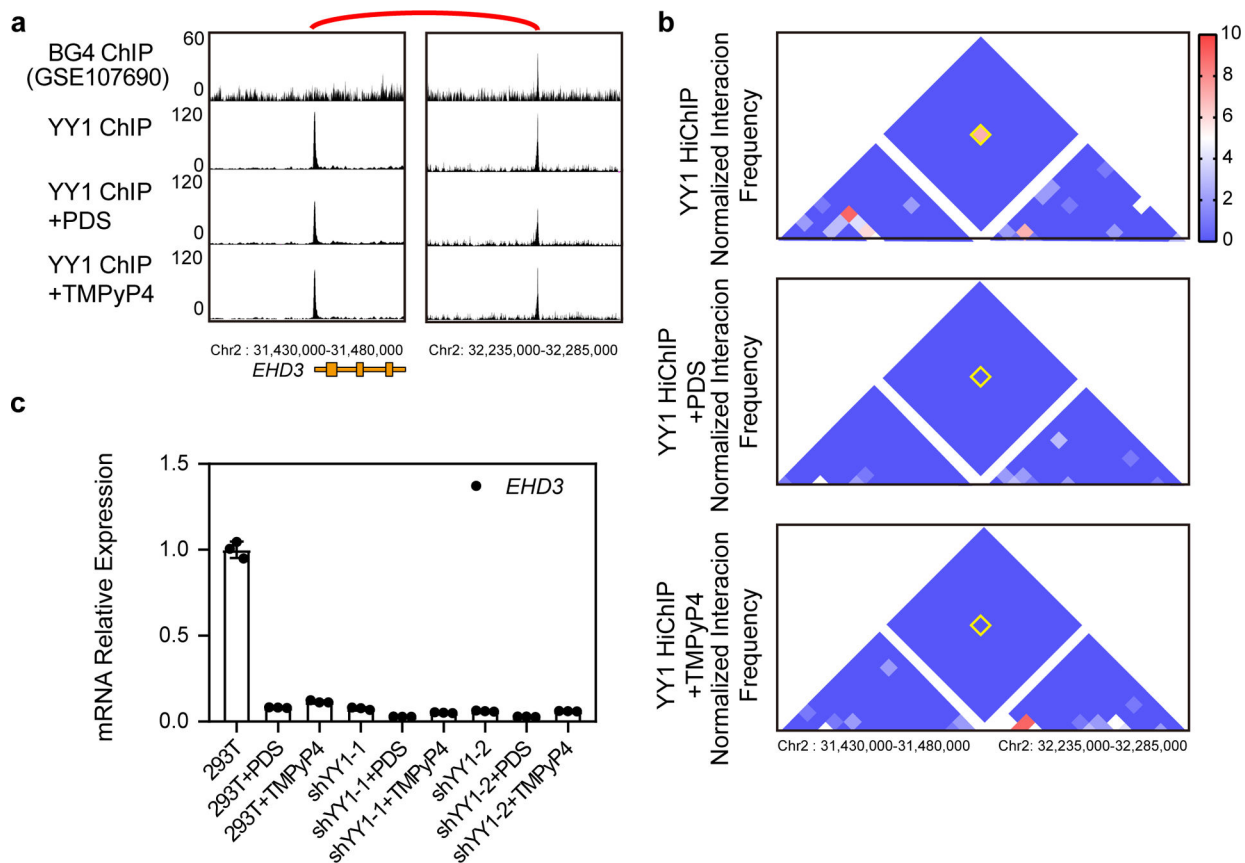 a
BG4 ChIP
(GSE107690)
60
0
YY1 ChIP
120
0
YY1 ChIP
+PDS
120
0
YY1 ChIP
+TMPyP4
120
0
Chr2 : 31,430,000-31,480,000
Chr2: 32,235,000-32,285,000
EHD3
b
YY1 HiChIP
Normalized Interacion
Frequency
10
8
6
4
2
0
YY1 HiChIP
+PDS
Normalized Interacion
Frequency
YY1 HiChIP
+TMPyP4
Normalized Interacion
Frequency
Chr2 : 31,430,000-31,480,000
Chr2 : 32,235,000-32,285,000
c
mRNA Relative Expression
1.5
1.0
0.5
0.0
EHD3
293T
293T+PDS
293T+TMPyP4
shYY1-1
shYY1-1+PDS
shYY1-1+TMPyP4
shYY1-2
shYY1-2+PDS
shYY1-2+TMPyP4